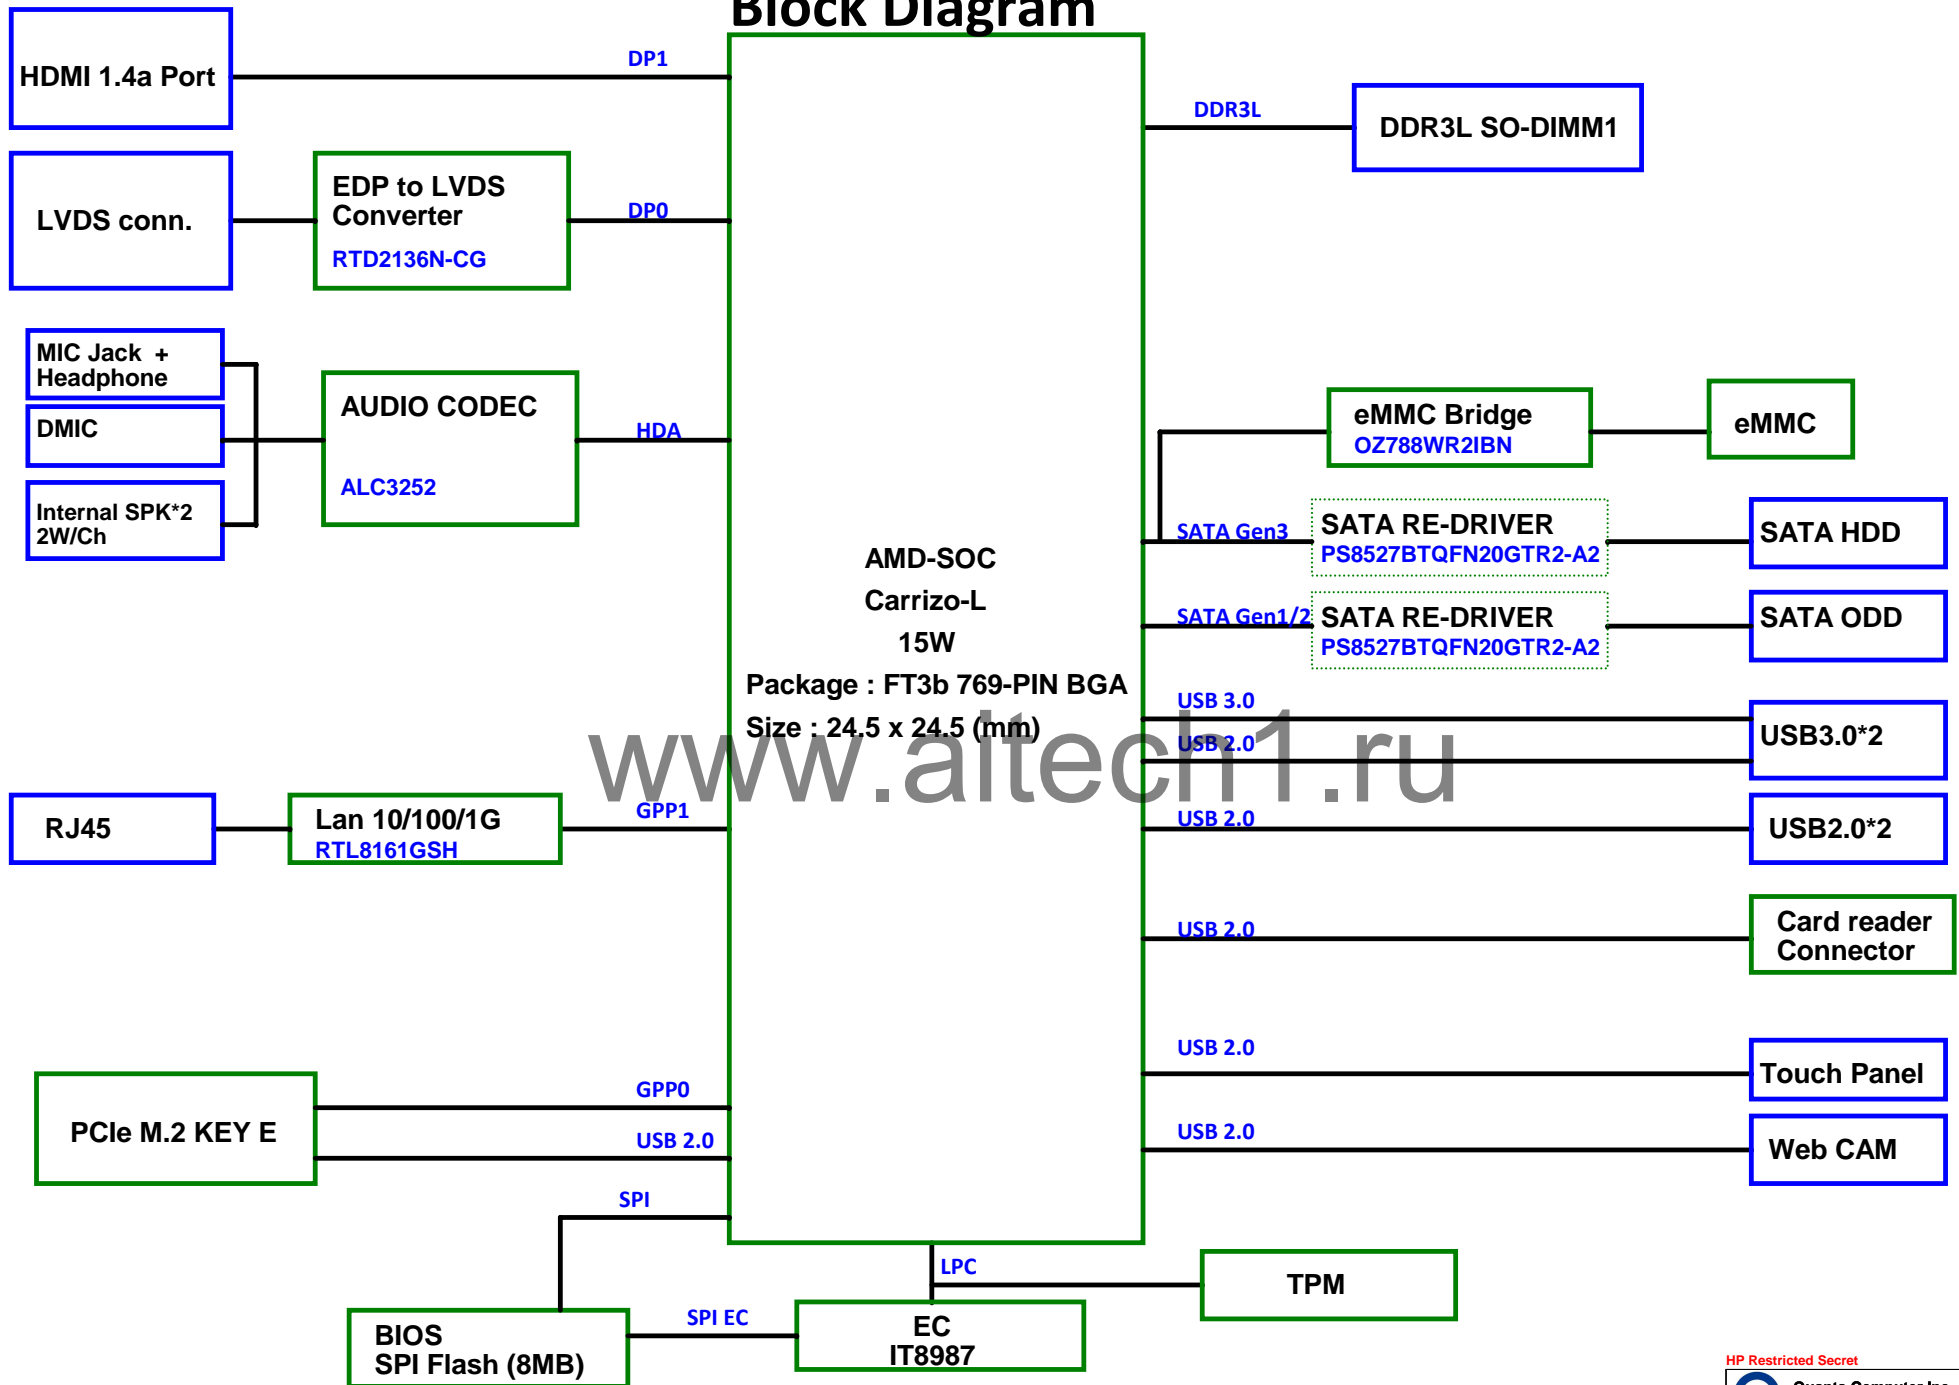 Block Diagram
HDMI 1.4a Port
DP1
DDR3L
DDR3L SO-DIMM1
LVDS conn.
EDP to LVDS
Converter
RTD2136N-CG
DP0
MIC Jack +
Headphone
DMIC
Internal SPK*2
2W/Ch
AUDIO CODEC
ALC3252
HDA
eMMC Bridge
OZ788WR2IBN
eMMC
SATA Gen3
SATA RE-DRIVER
PS8527BTQFN20GTR2-A2
SATA HDD
SATA Gen1/2
SATA RE-DRIVER
PS8527BTQFN20GTR2-A2
SATA ODD
AMD-SOC
Carrizo-L
15W
Package : FT3b 769-PIN BGA
Size : 24.5 x 24.5 (mm)
www.aitech1.ru
USB 3.0
USB 2.0
USB3.0*2
RJ45
Lan 10/100/1G
RTL8161GSH
GPP1
USB 2.0
USB2.0*2
USB 2.0
Card reader
Connector
USB 2.0
Touch Panel
PCIe M.2 KEY E
GPP0
USB 2.0
USB 2.0
Web CAM
SPI
LPC
TPM
BIOS
SPI Flash (8MB)
SPI EC
EC
IT8987
HP Restricted Secret
Quanta Computer Inc